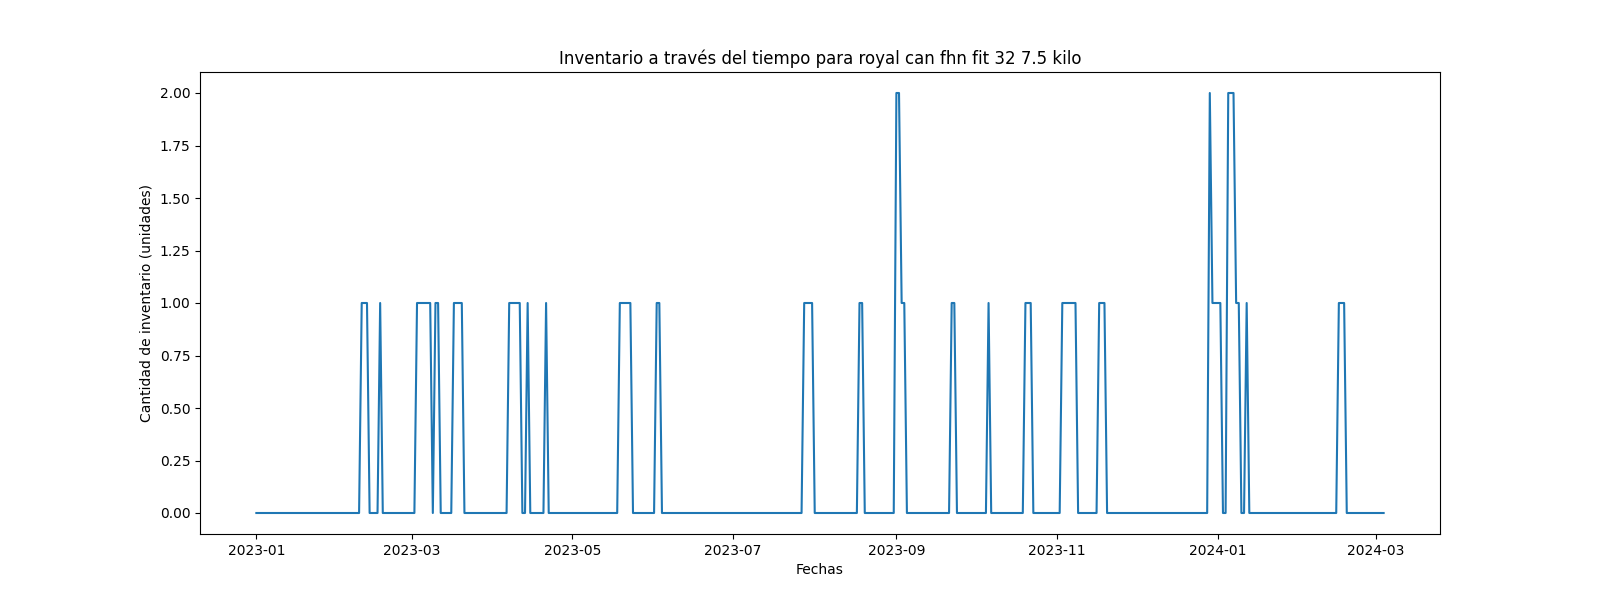 Inventario a través del tiempo para royal can fhn fit 32 7.5 kilo
Cantidad de inventario (unidades)
2.00
1.75
1.50
1.25
1.00
0.75
0.50
0.25
0.00
2023-01 2023-03 2023-05 2023-07 2023-09 2023-11 2024-01 2024-03
Fechas